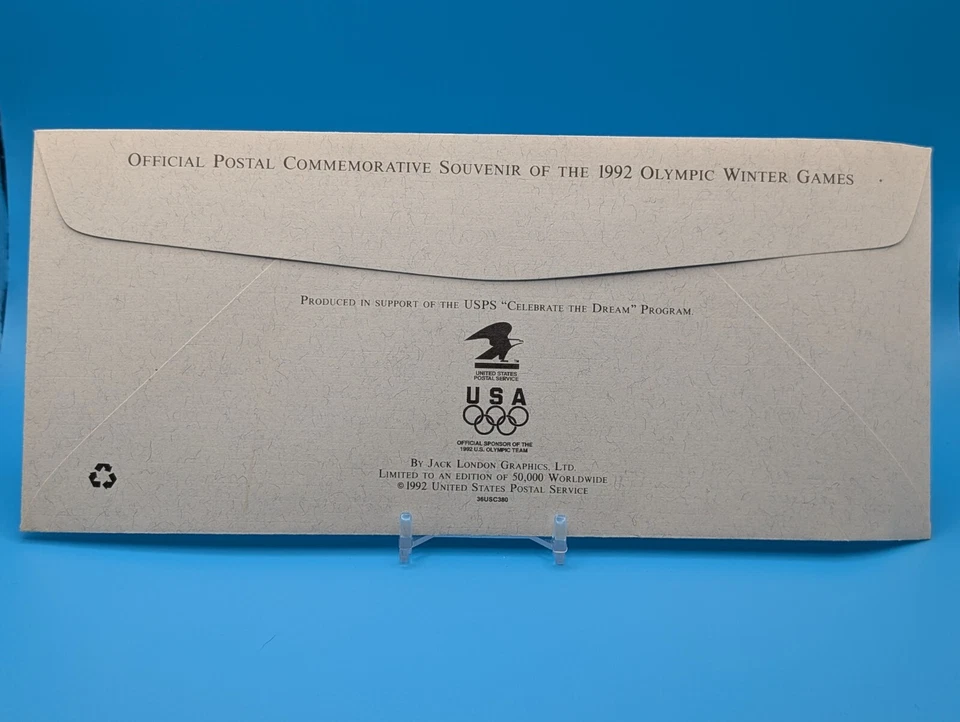 Official Postal Commemorative Souvenir of the 1992 Olympic Winter Games
Produced in support of the USPS “Celebrate the Dream” Program
UNITED STATES
POSTAL SERVICE
USA
OFFICIAL SPONSOR OF THE
1992 U.S. OLYMPIC TEAM
By Jack London Graphics, Ltd.
Limited to an edition of 50,000 Worldwide
©1992 United States Postal Service
36USC380